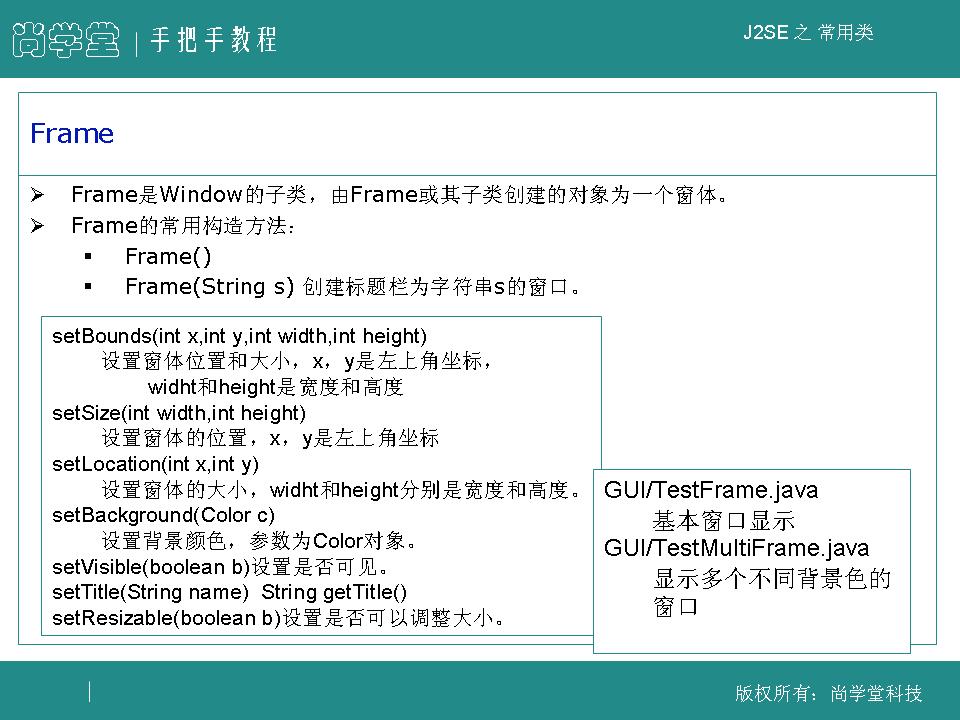 尚学堂 | 手把手教程
J2SE 之 常用类
Frame
Frame是Window的子类，由Frame或其子类创建的对象为一个窗体。
Frame的常用构造方法：
Frame()
Frame(String s) 创建标题栏为字符串s的窗口。
setBounds(int x,int y,int width,int height)
设置窗体位置和大小，x，y是左上角坐标，
widht和height是宽度和高度
setSize(int width,int height)
设置窗体的位置，x，y是左上角坐标
setLocation(int x,int y)
设置窗体的大小，widht和height分别是宽度和高度。
setBackground(Color c)
设置背景颜色，参数为Color对象。
setVisible(boolean b)设置是否可见。
setTitle(String name)  String getTitle()
setResizable(boolean b)设置是否可以调整大小。
GUI/TestFrame.java
基本窗口显示
GUI/TestMultiFrame.java
显示多个不同背景色的
窗口
版权所有：尚学堂科技